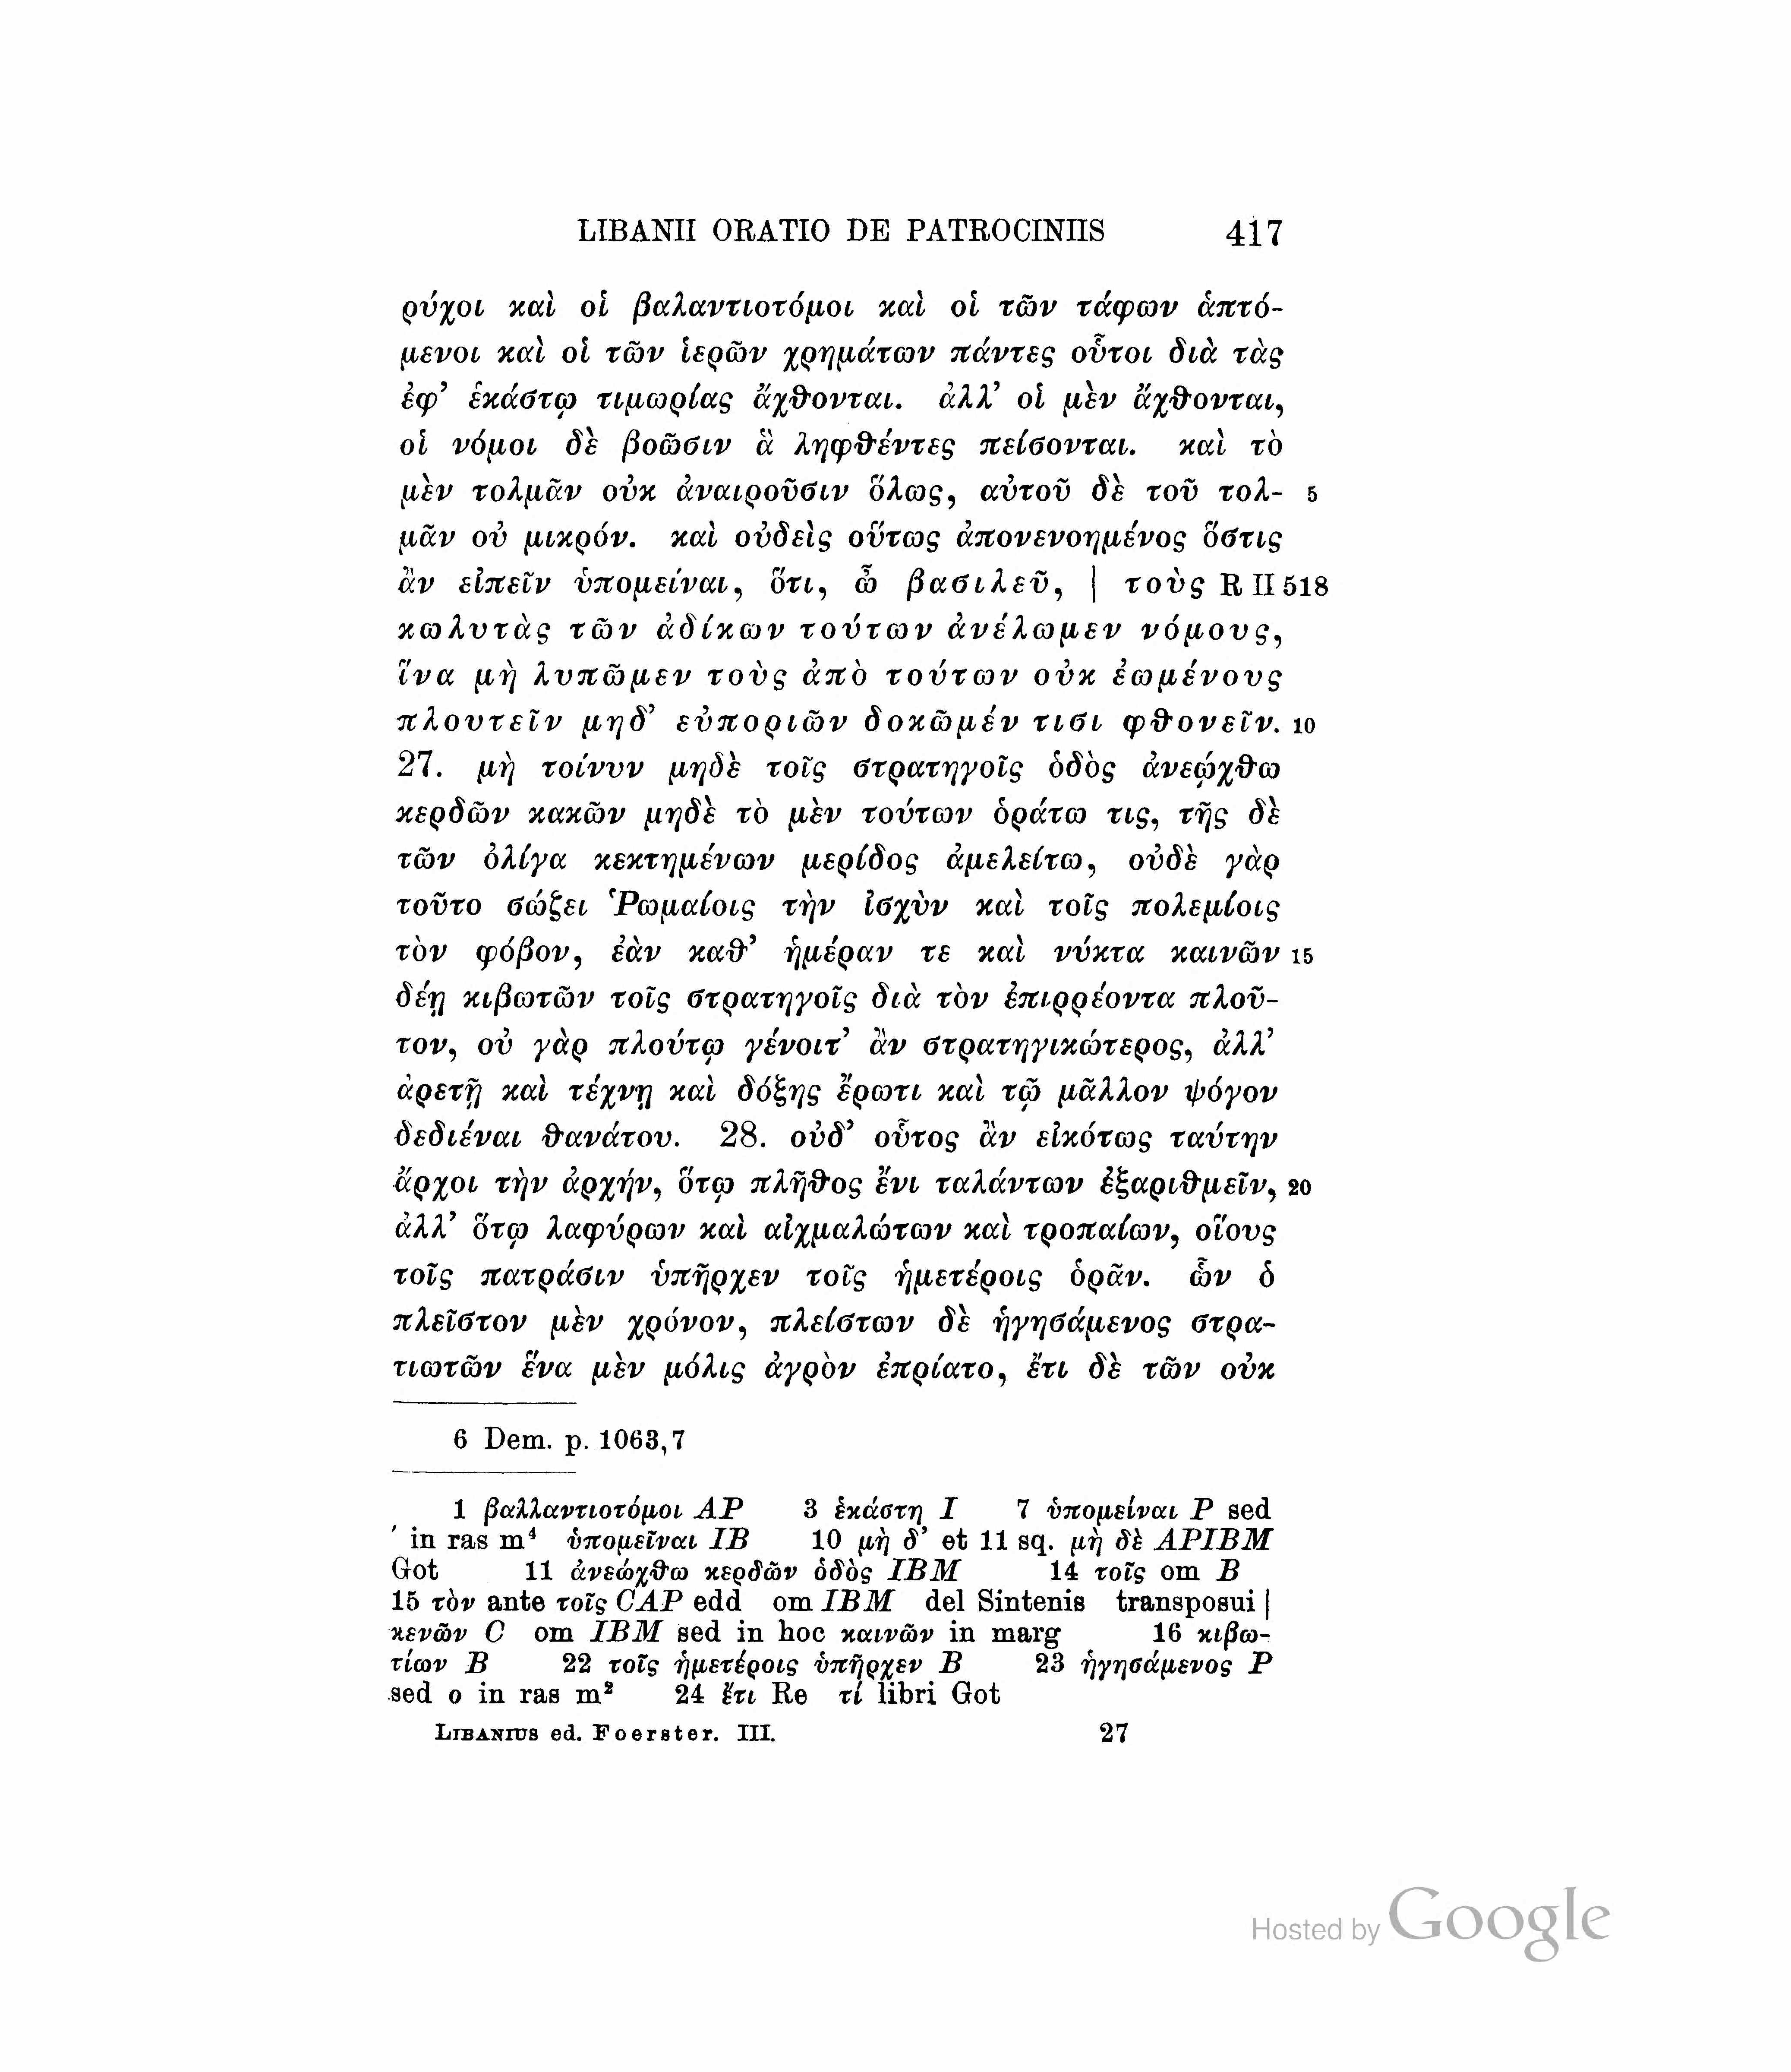 LIBANII ORATIO DE PATROCINIIS 417
ρύχοι καὶ οἱ βαλαντιοτόμοι καὶ οἱ τῶν τάφων ἁπτό-
μενοι καὶ οἱ τῶν ἱερῶν χρημάτων πάντες οὗτοι διὰ τὰς
ἐφ’ ἑκάστῳ τιμωρίας ἄχθονται. ἀλλ’ οἱ μὲν ἄχθονται,
οἱ νόμοι δὲ βοῶσιν ἃ ληφθέντες πείσονται. καὶ τὸ
μὲν τολμᾶν οὐκ ἀναιροῦσιν ὅλως, αὐτοῦ δὲ τοῦ τολ- 5
μᾶν οὐ μικρόν. καὶ οὐδεὶς οὕτως ἀπονενοημένος ὅστις
ἂν εἰπεῖν ὑπομείναι, ὅτι, ὦ βασιλεῦ, | τοὺς R II 518
κωλυτὰς τῶν ἀδίκων τούτων ἀνέλωμεν νόμους,
ἵνα μὴ λυπῶμεν τοὺς ἀπὸ τούτων οὐκ ἐωμένους
πλουτεῖν μηδ’ εὐποριῶν δοκῶμέν τισι φθονεῖν. 10
27. μὴ τοίνυν μηδὲ τοῖς στρατηγοῖς ὁδὸς ἀνεῴχθω
κερδῶν κακῶν μηδὲ τὸ μὲν τούτων ὁράτω τις, τῆς δὲ
τῶν ὀλίγα κεκτημένων μερίδος ἀμελείτω, οὐδὲ γὰρ
τοῦτο σώζει Ῥωμαίοις τὴν ἰσχὺν καὶ τοῖς πολεμίοις
τὸν φόβον, ἐὰν καθ’ ἡμέραν τε καὶ νύκτα καινῶν 15
δέῃ κιβωτῶν τοῖς στρατηγοῖς διὰ τὸν ἐπιρρέοντα πλοῦ-
τον, οὐ γὰρ πλούτῳ γένοιτ’ ἂν στρατηγικώτερος, ἀλλ’
ἀρετῇ καὶ τέχνῃ καὶ δόξης ἔρωτι καὶ τῷ μᾶλλον ψόγον
δεδιέναι θανάτου. 28. οὐδ’ οὗτος ἂν εἰκότως ταύτην
ἄρχοι τὴν ἀρχήν, ὅτῳ πλῆθος ἔνι ταλάντων ἐξαριθμεῖν, 20
ἀλλ’ ὅτῳ λαφύρων καὶ αἰχμαλώτων καὶ τροπαίων, οἵους
τοῖς πατράσιν ὑπῆρχεν τοῖς ἡμετέροις ὁρᾶν. ὧν ὁ
πλεῖστον μὲν χρόνον, πλείστων δὲ ἡγησάμενος στρα-
τιωτῶν ἕνα μὲν μόλις ἀγρὸν ἐπρίατο, ἔτι δὲ τῶν οὐκ
6 Dem. p. 1063,7
1 βαλλαντιοτόμοι AP 3 ἑκάστη I 7 ὑπομείναι P sed
′ in ras m⁴ ὑπομεῖναι IB 10 μὴ δ’ et 11 sq. μὴ δὲ APIBM
Got 11 ἀνεώχθω κερδῶν ὁδὸς IBM 14 τοῖς om B
15 τὸν ante τοῖς CAP edd om IBM del Sintenis transposui |
κενῶν C om IBM sed in hoc καινῶν in marg 16 κιβω-
τίων B 22 τοῖς ἡμετέροις ὑπῆρχεν B 23 ἡγησάμενος P
sed ο in ras m² 24 ἔτι Re τί libri Got
LIBANIUS ed. Foerster. III. 27
Hosted by Google